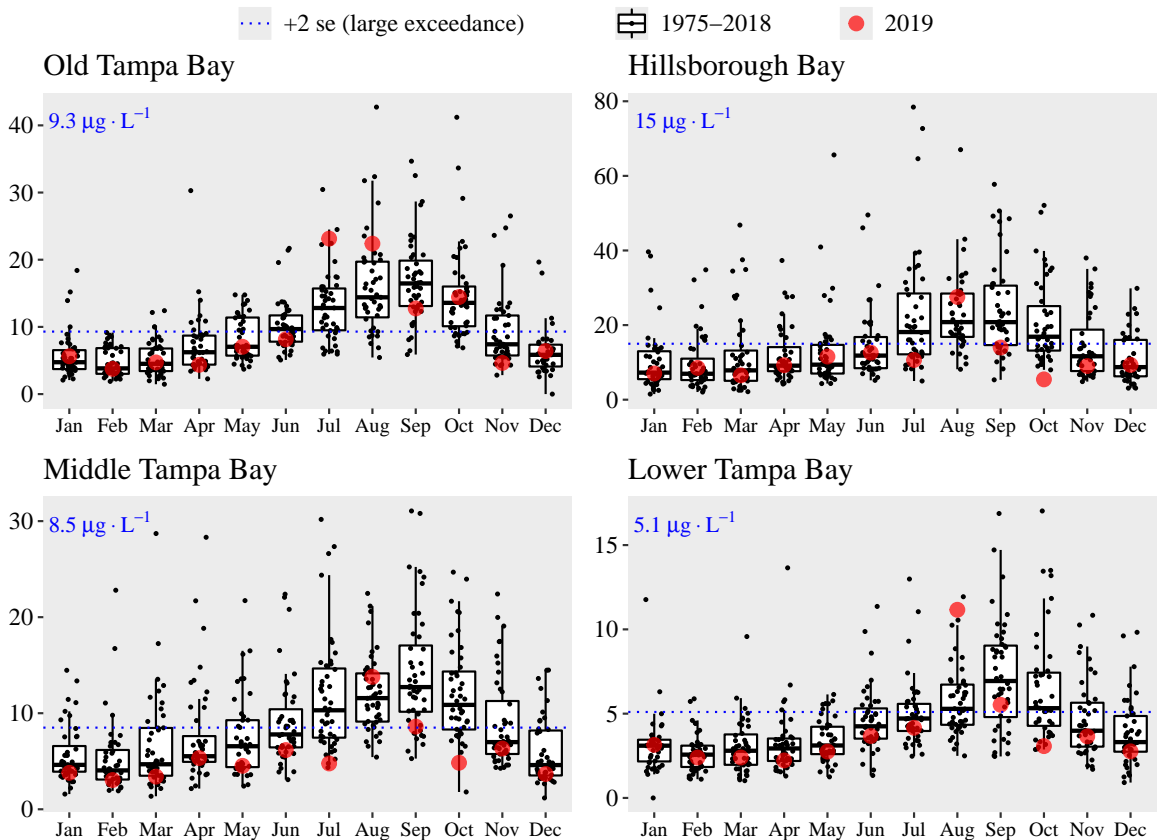 +2 se (large exceedance) 1975–2018 2019
Old Tampa Bay
9.3 μg · L⁻¹
40
30
20
10
0
Jan Feb Mar Apr May Jun Jul Aug Sep Oct Nov Dec
Hillsborough Bay
15 μg · L⁻¹
80
60
40
20
0
Jan Feb Mar Apr May Jun Jul Aug Sep Oct Nov Dec
Middle Tampa Bay
8.5 μg · L⁻¹
30
20
10
0
Jan Feb Mar Apr May Jun Jul Aug Sep Oct Nov Dec
Lower Tampa Bay
5.1 μg · L⁻¹
15
10
5
0
Jan Feb Mar Apr May Jun Jul Aug Sep Oct Nov Dec